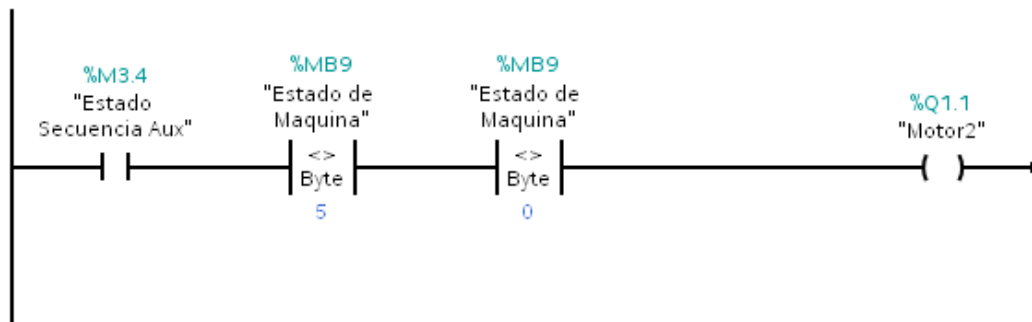 %M3.4
"Estado
Secuencia Aux"
%MB9
"Estado de
Maquina"
<>
Byte
5
%MB9
"Estado de
Maquina"
<>
Byte
0
%Q1.1
"Motor2"